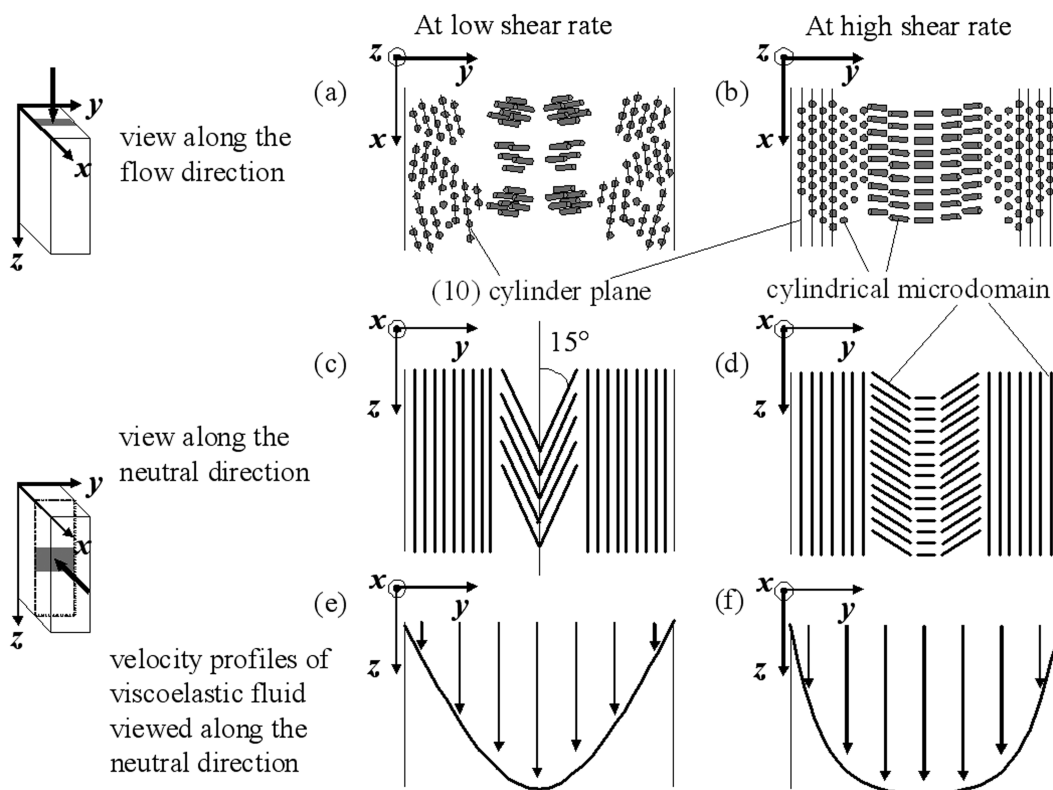 At low shear rate
At high shear rate
z
y
x
(a)
z
y
x
(b)
y
x
z
view along the
flow direction
(10) cylinder plane
cylindrical microdomain
x
y
z
(c)
15°
x
y
z
(d)
view along the
neutral direction
y
x
z
x
y
z
(e)
x
y
z
(f)
velocity profiles of
viscoelastic fluid
viewed along the
neutral direction